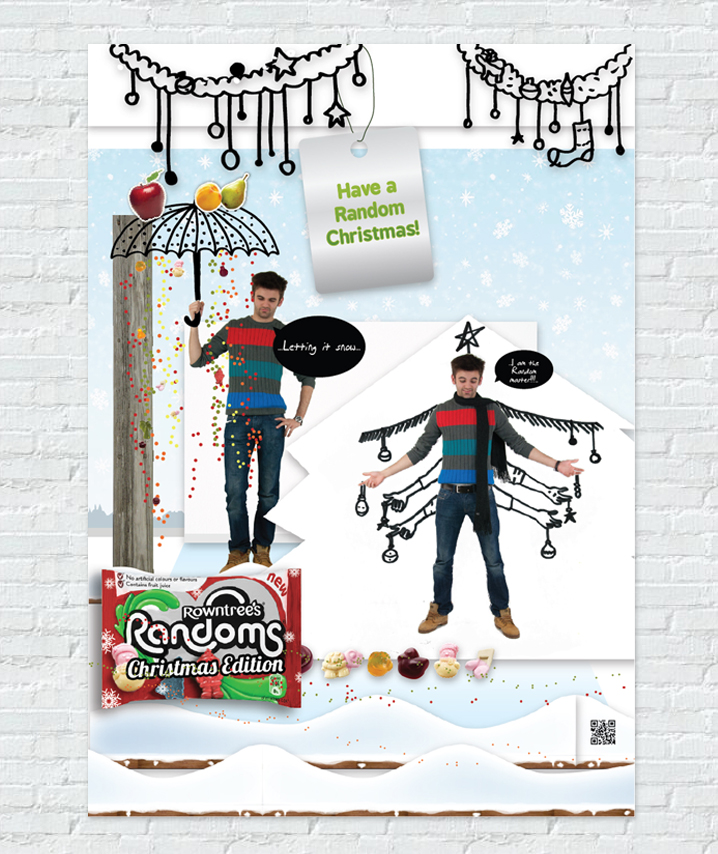 Have a
Random
Christmas!
...Letting it snow...
I am the
Random
master!!!.
No artificial colours or flavours
Contains fruit juice
new
Rowntree's
Randoms
Christmas Edition